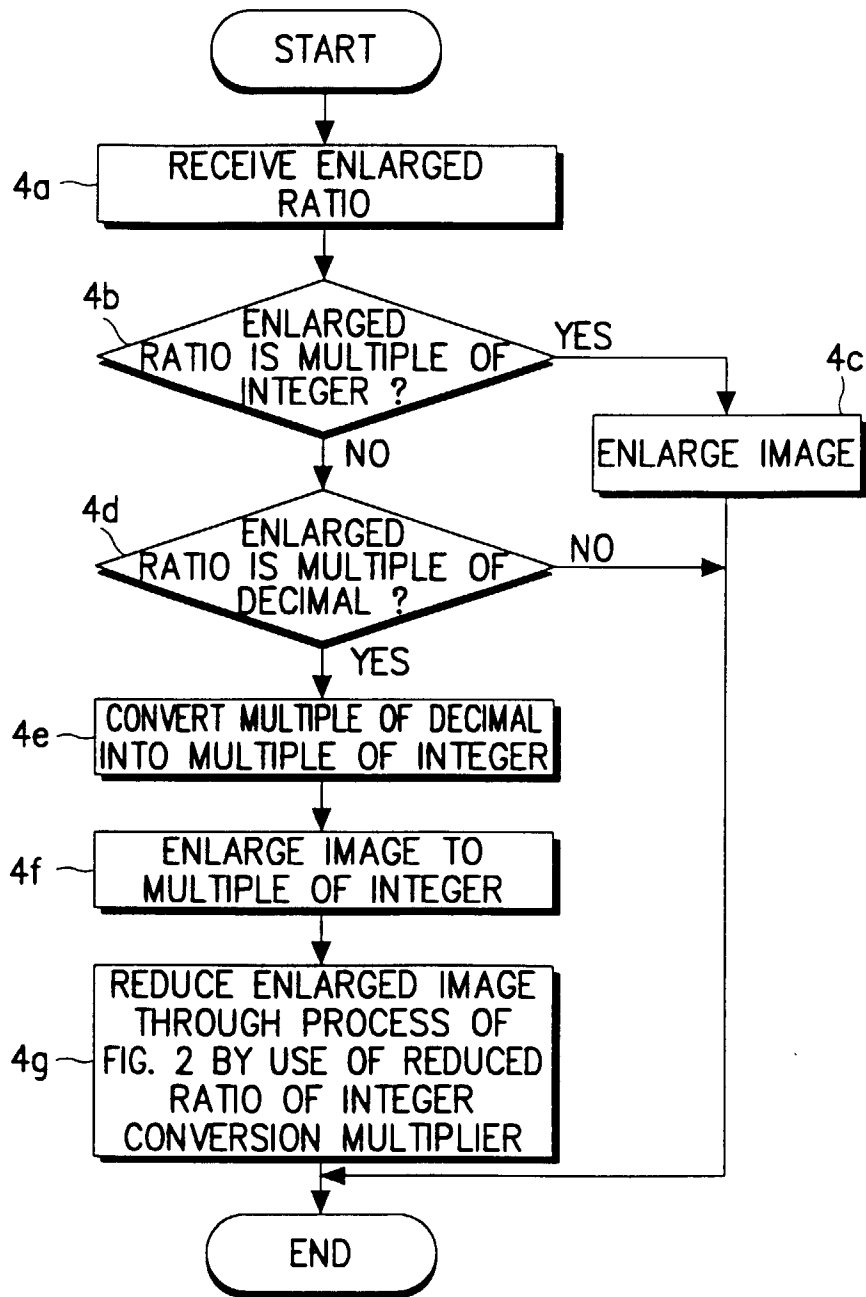 START
4a
RECEIVE ENLARGED
RATIO
4b
ENLARGED
RATIO IS MULTIPLE OF
INTEGER ?
YES
4c
ENLARGE IMAGE
NO
4d
ENLARGED
RATIO IS MULTIPLE OF
DECIMAL ?
NO
YES
4e
CONVERT MULTIPLE OF DECIMAL
INTO MULTIPLE OF INTEGER
4f
ENLARGE IMAGE TO
MULTIPLE OF INTEGER
4g
REDUCE ENLARGED IMAGE
THROUGH PROCESS OF
FIG. 2 BY USE OF REDUCED
RATIO OF INTEGER
CONVERSION MULTIPLIER
END